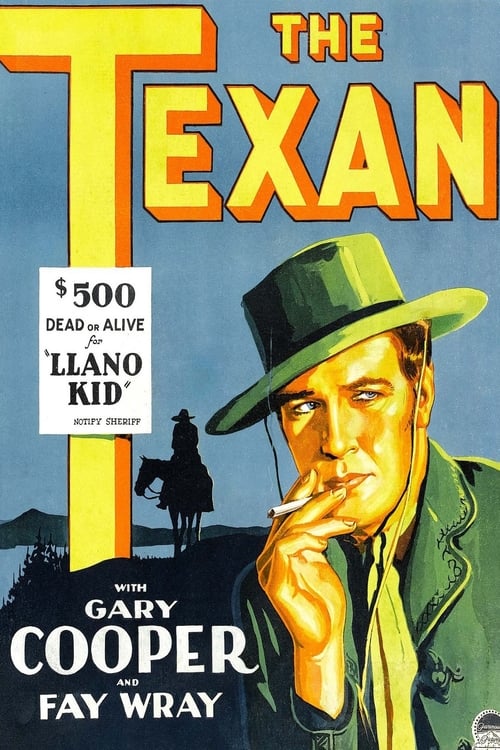 THE
TEXAN
$500
DEAD OR ALIVE
for
"LLANO
KID"
NOTIFY SHERIFF
WITH
GARY
COOPER
AND
FAY WRAY